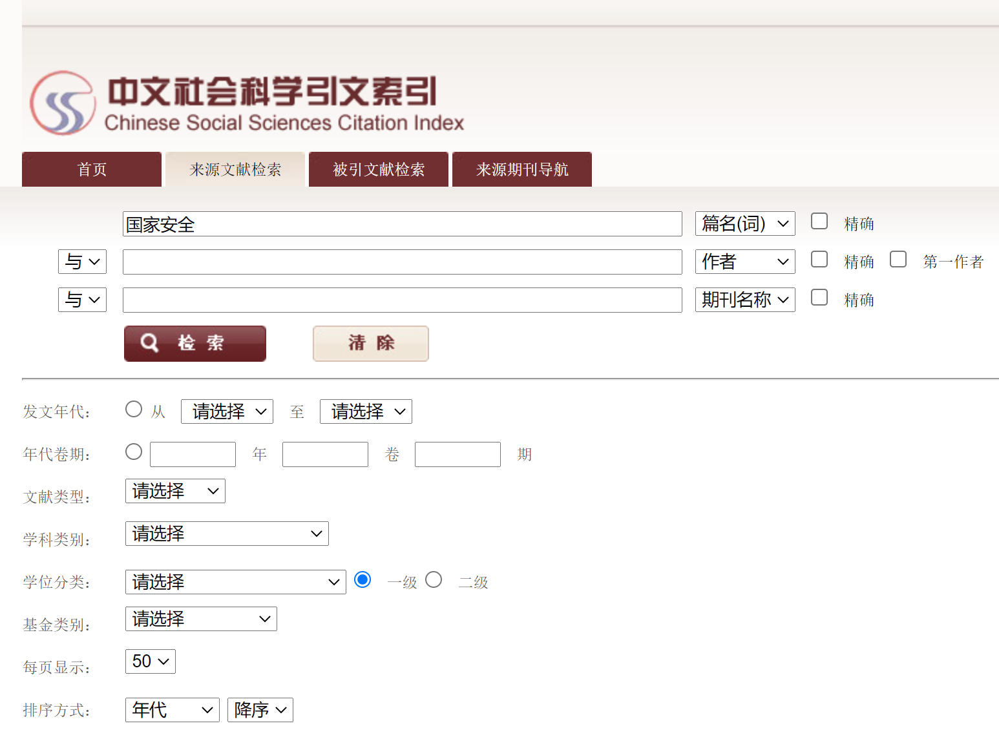 中文社会科学引文索引
Chinese Social Sciences Citation Index
首页 来源文献检索 被引文献检索 来源期刊导航
国家安全 篇名(词) 精确
与 作者 精确 第一作者
与 期刊名称 精确
检 索 清 除
发文年代： 从 请选择 至 请选择
年代卷期： 年 卷 期
文献类型： 请选择
学科类别： 请选择
学位分类： 请选择 一级 二级
基金类别： 请选择
每页显示： 50
排序方式： 年代 降序